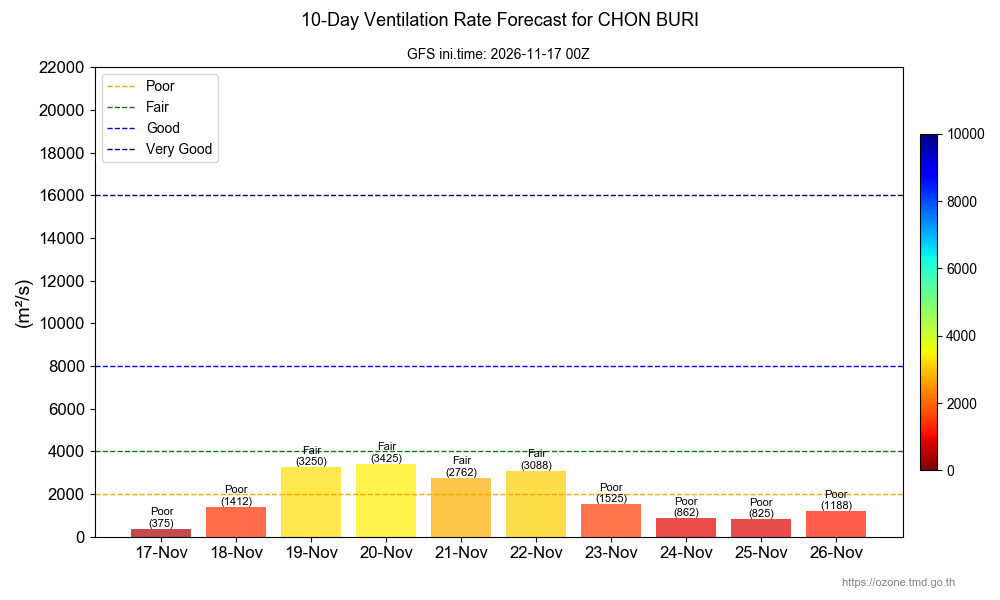 10-Day Ventilation Rate Forecast for CHON BURI
GFS ini.time: 2026-11-17 00Z
22000
20000
18000
16000
14000
12000
10000
8000
6000
4000
2000
0
(m²/s)
Poor
Fair
Good
Very Good
Poor
(375)
Poor
(1412)
Fair
(3250)
Fair
(3425)
Fair
(2762)
Fair
(3088)
Poor
(1525)
Poor
(862)
Poor
(825)
Poor
(1188)
17-Nov
18-Nov
19-Nov
20-Nov
21-Nov
22-Nov
23-Nov
24-Nov
25-Nov
26-Nov
10000
8000
6000
4000
2000
0
https://ozone.tmd.go.th